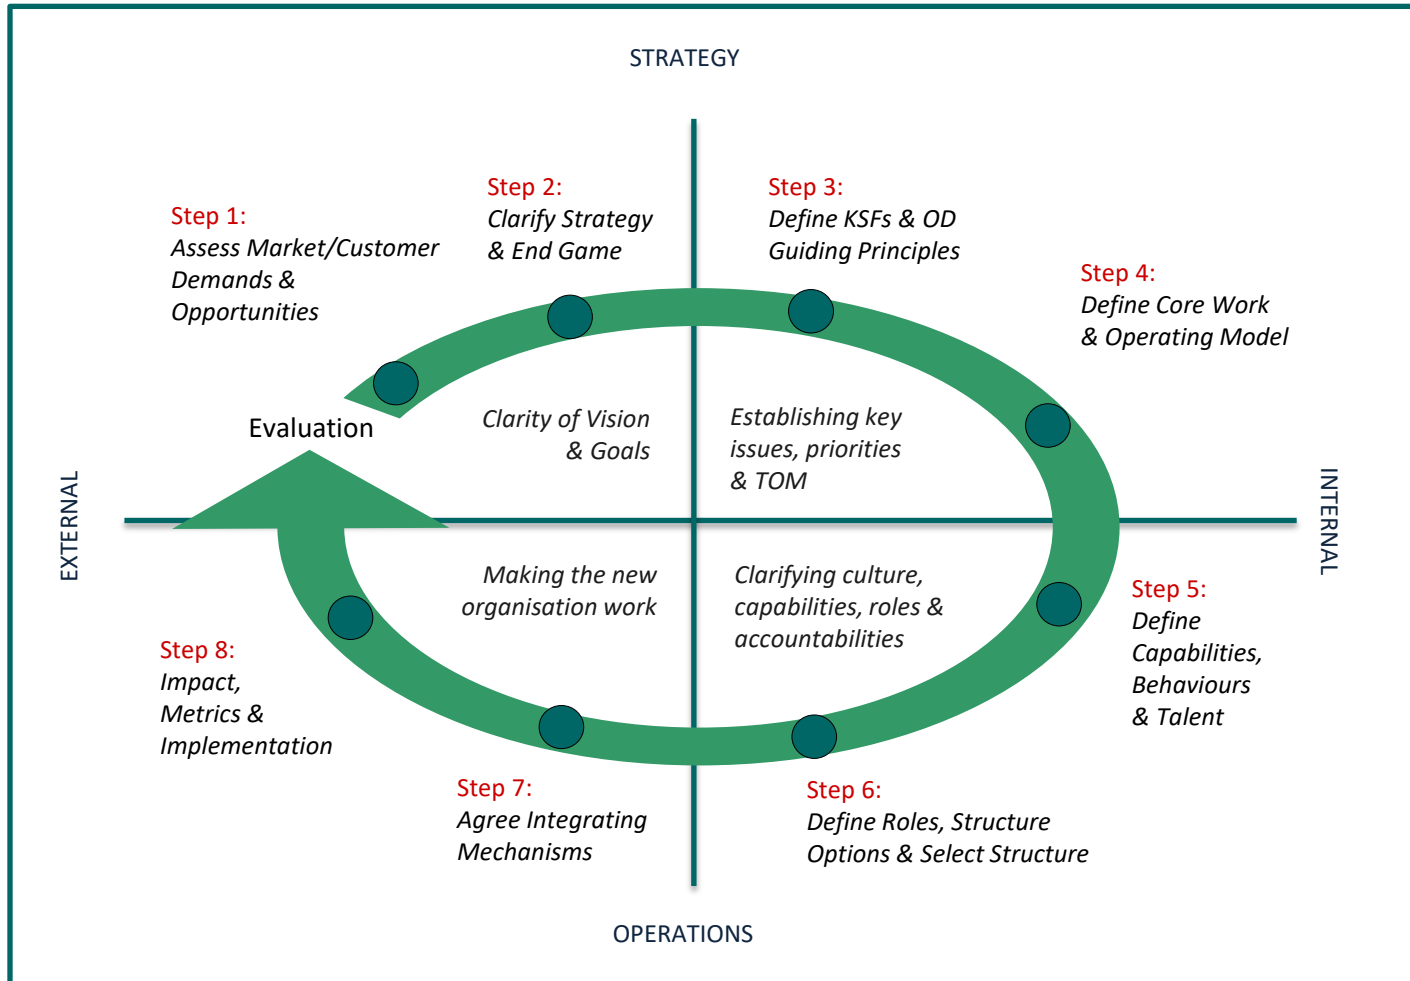 STRATEGY
Step 1:
Assess Market/Customer
Demands &
Opportunities
Step 2:
Clarify Strategy
& End Game
Step 3:
Define KSFs & OD
Guiding Principles
Step 4:
Define Core Work
& Operating Model
Evaluation
Clarity of Vision
& Goals
Establishing key
issues, priorities
& TOM
EXTERNAL
INTERNAL
Making the new
organisation work
Clarifying culture,
capabilities, roles &
accountabilities
Step 5:
Define
Capabilities,
Behaviours
& Talent
Step 8:
Impact,
Metrics &
Implementation
Step 7:
Agree Integrating
Mechanisms
Step 6:
Define Roles, Structure
Options & Select Structure
OPERATIONS